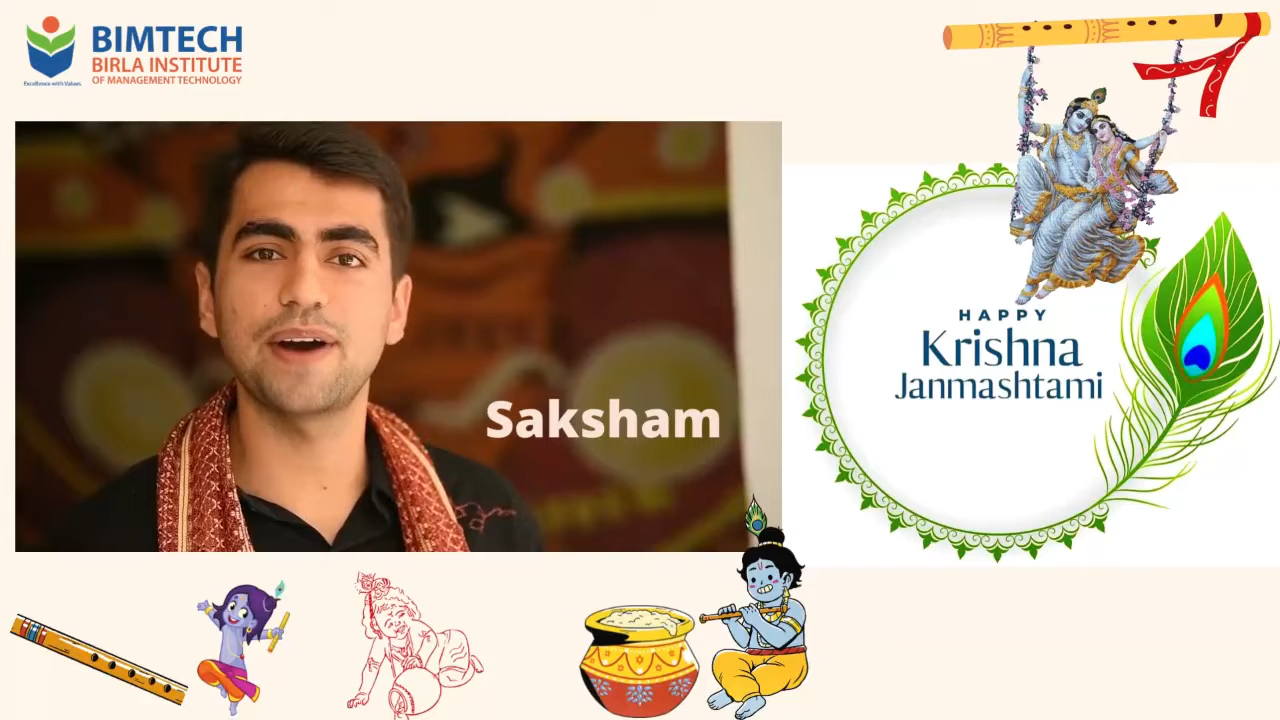 BIMTECH
BIRLA INSTITUTE
OF MANAGEMENT TECHNOLOGY
Excellence with Values
Saksham
HAPPY
Krishna
Janmashtami